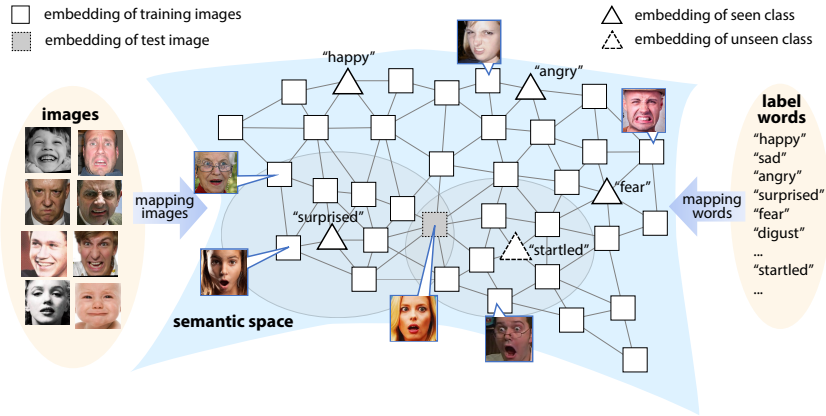 embedding of training images
embedding of test image
embedding of seen class
embedding of unseen class
"happy"
"angry"
images
label
words
"happy"
"sad"
"angry"
"surprised"
"fear"
"digust"
...
"startled"
...
mapping
images
mapping
words
"fear"
"surprised"
"startled"
semantic space